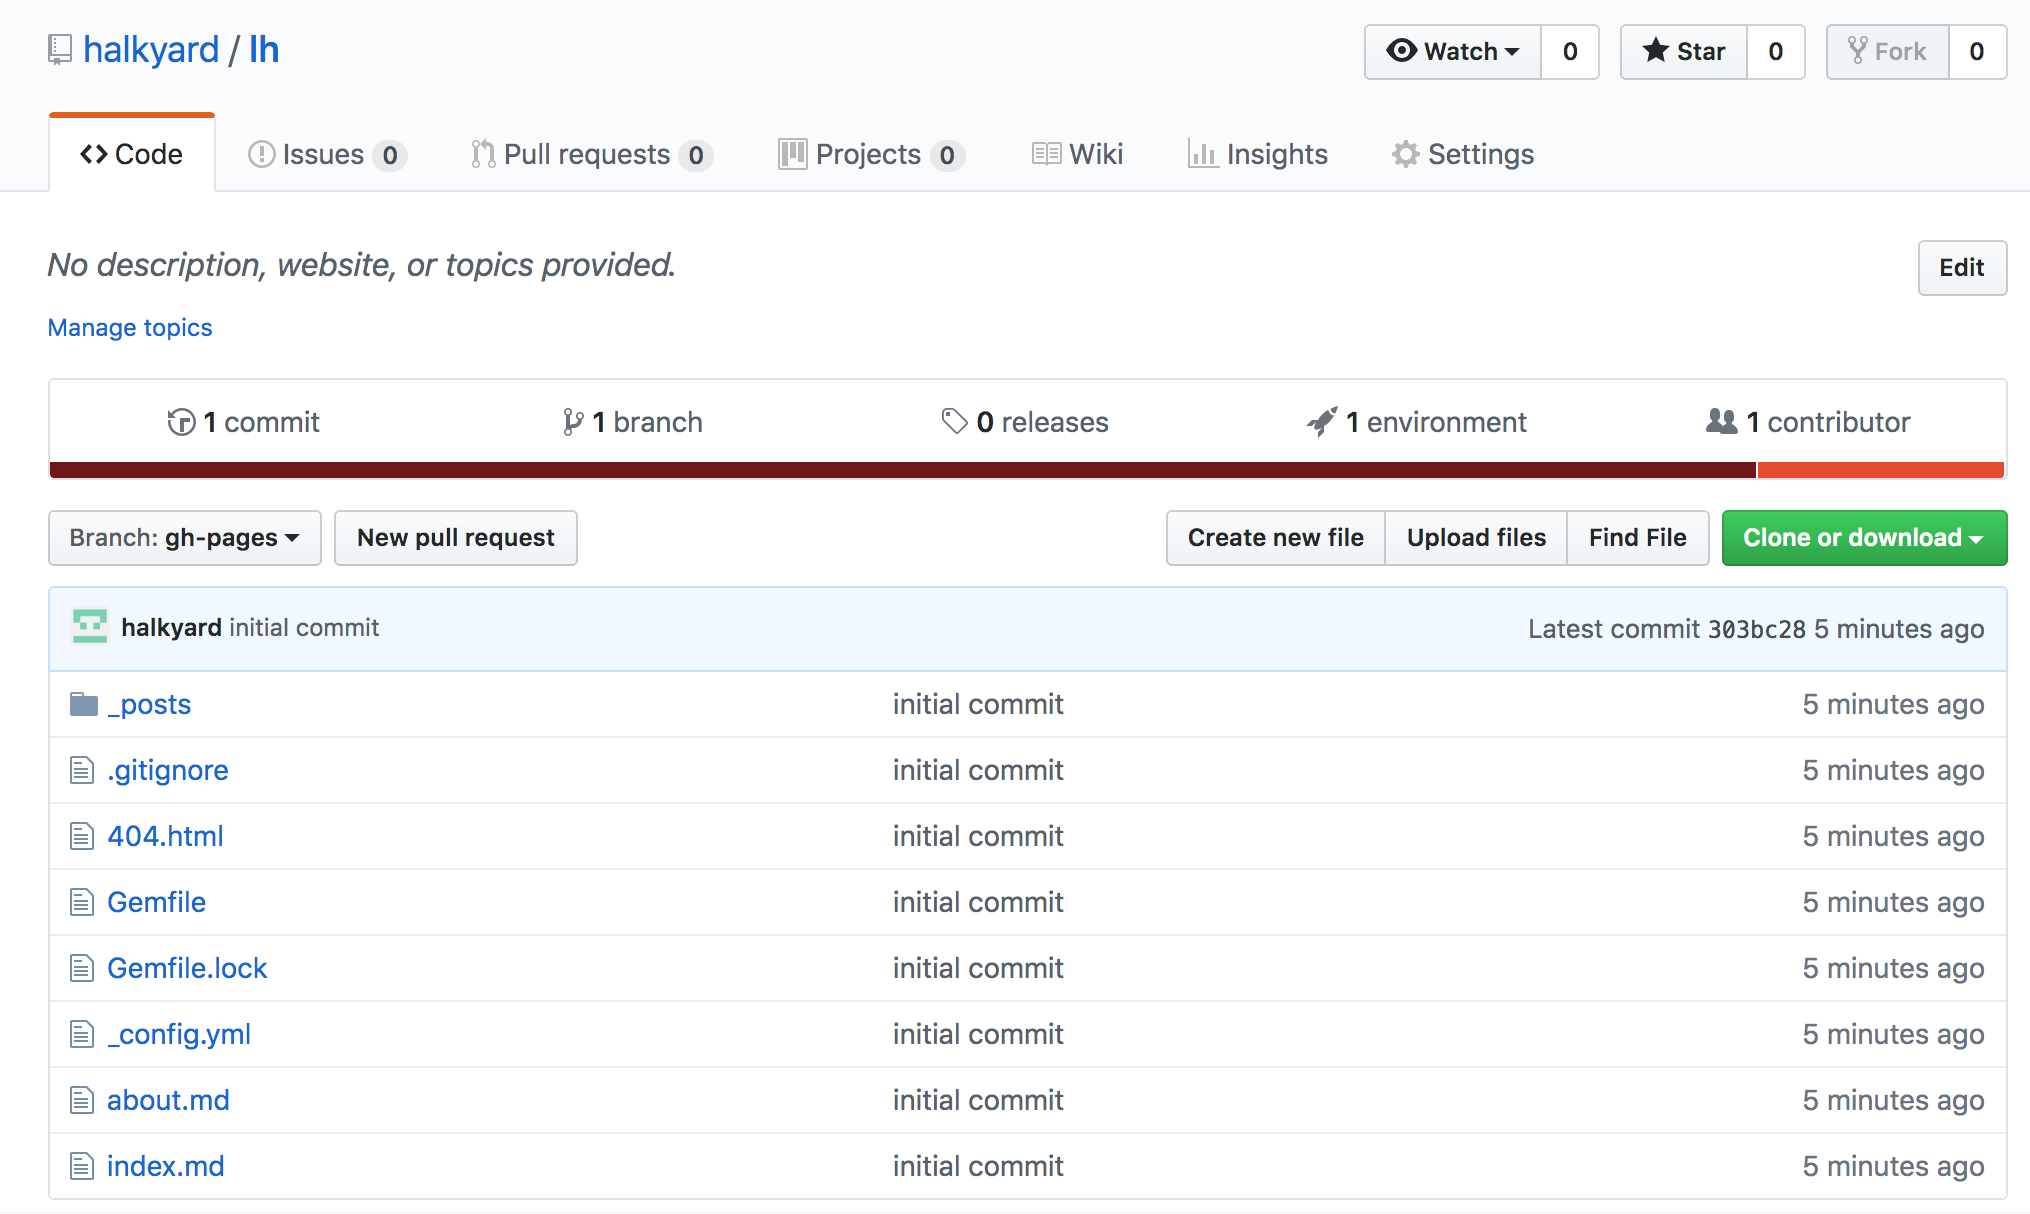 halkyard / lh
Watch 0 Star 0 Fork 0
Code Issues 0 Pull requests 0 Projects 0 Wiki Insights Settings
No description, website, or topics provided.
Edit
Manage topics
1 commit 1 branch 0 releases 1 environment 1 contributor
Branch: gh-pages New pull request Create new file Upload files Find File Clone or download
halkyard initial commit Latest commit 303bc28 5 minutes ago
_posts initial commit 5 minutes ago
.gitignore initial commit 5 minutes ago
404.html initial commit 5 minutes ago
Gemfile initial commit 5 minutes ago
Gemfile.lock initial commit 5 minutes ago
_config.yml initial commit 5 minutes ago
about.md initial commit 5 minutes ago
index.md initial commit 5 minutes ago